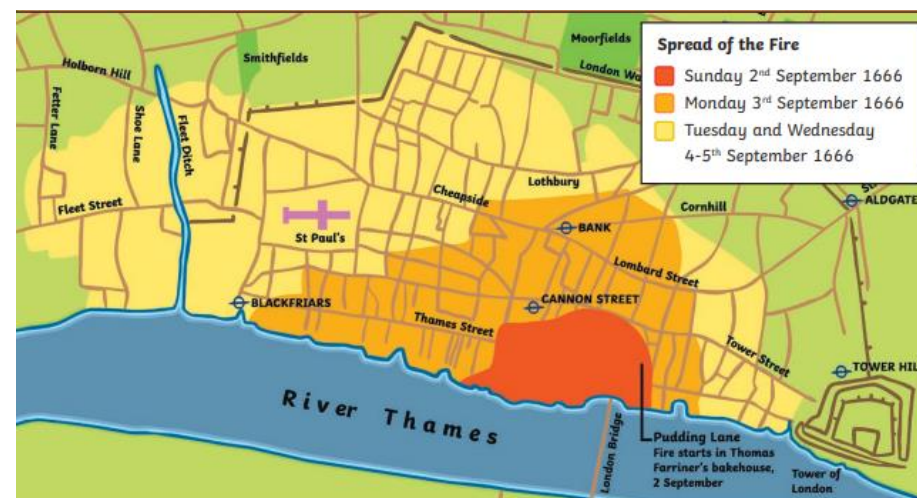 Spread of the Fire
Sunday 2nd September 1666
Monday 3rd September 1666
Tuesday and Wednesday
4-5th September 1666
Moorfields
London Wa
Smithfields
Holborn Hill
Fetter Lane
Shoe Lane
Fleet Ditch
Fleet Street
St Paul's
Cheapside
Lothbury
Cornhill
ALDGATE
BANK
Lombard Street
BLACKFRIARS
CANNON STREET
Thames Street
Tower Street
TOWER HIL
River Thames
London Bridge
Pudding Lane
Fire starts in Thomas
Farriner's bakehouse,
2 September
Tower of
London